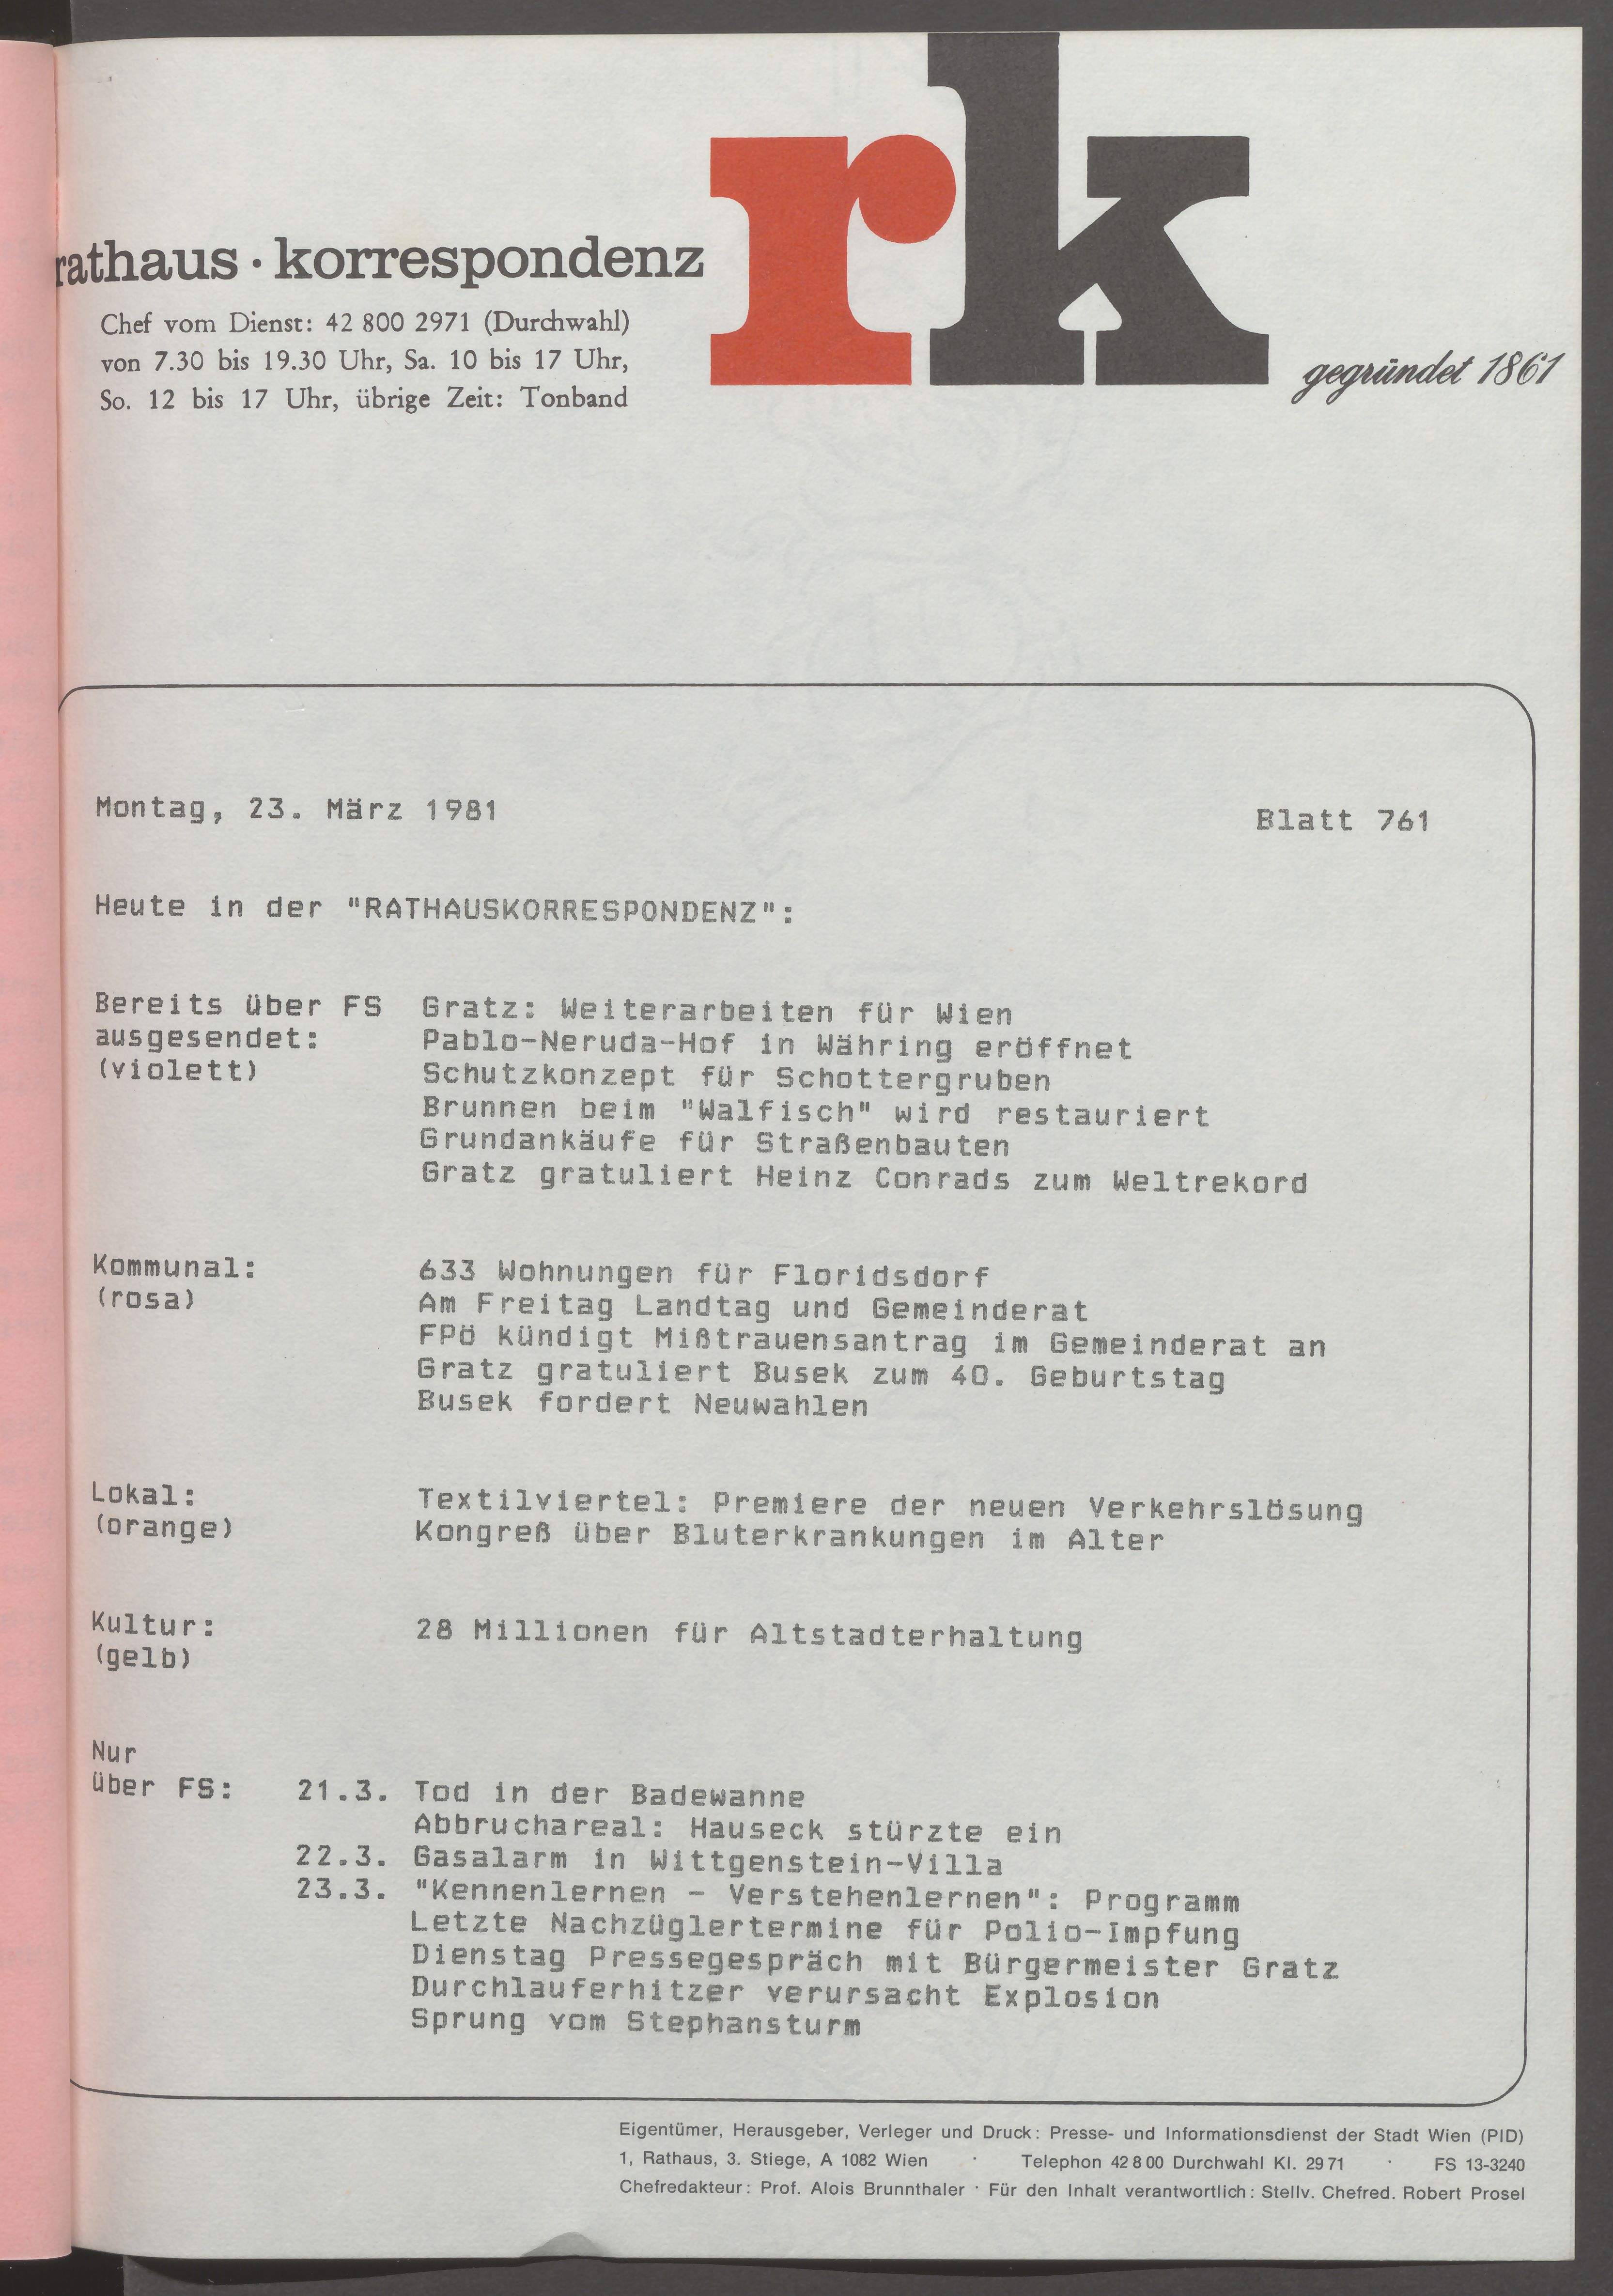 rk
rathaus · korrespondenz
gegründet 1861
Chef vom Dienst: 42 800 2971 (Durchwahl)
von 7.30 bis 19.30 Uhr, Sa. 10 bis 17 Uhr,
So. 12 bis 17 Uhr, übrige Zeit: Tonband
Montag, 23. März 1981 Blatt 761
Heute in der "RATHAUSKORRESPONDENZ":
Bereits über FS Gratz: Weiterarbeiten für Wien
ausgesendet: Pablo-Neruda-Hof in Währing eröffnet
(violett) Schutzkonzept für Schottergruben
Brunnen beim "Walfisch" wird restauriert
Grundankäufe für Straßenbauten
Gratz gratuliert Heinz Conrads zum Weltrekord
Kommunal: 633 Wohnungen für Floridsdorf
(rosa) Am Freitag Landtag und Gemeinderat
FPÖ kündigt Mißtrauensantrag im Gemeinderat an
Gratz gratuliert Busek zum 40. Geburtstag
Busek fordert Neuwahlen
Lokal: Textilviertel: Premiere der neuen Verkehrslösung
(orange) Kongreß über Bluterkrankungen im Alter
Kultur: 28 Millionen für Altstadterhaltung
(gelb)
Nur
über FS: 21.3. Tod in der Badewanne
Abbruchareal: Hauseck stürzte ein
22.3. Gasalarm in Wittgenstein-Villa
23.3. "Kennenlernen - Verstehenlernen": Programm
Letzte Nachzüglertermine für Polio-Impfung
Dienstag Pressegespräch mit Bürgermeister Gratz
Durchlauferhitzer verursacht Explosion
Sprung vom Stephansturm
Eigentümer, Herausgeber, Verleger und Druck: Presse- und Informationsdienst der Stadt Wien (PID)
1, Rathaus, 3. Stiege, A 1082 Wien · Telephon 42 8 00 Durchwahl Kl. 29 71 · FS 13-3240
Chefredakteur: Prof. Alois Brunnthaler · Für den Inhalt verantwortlich: Stellv. Chefred. Robert Prosel